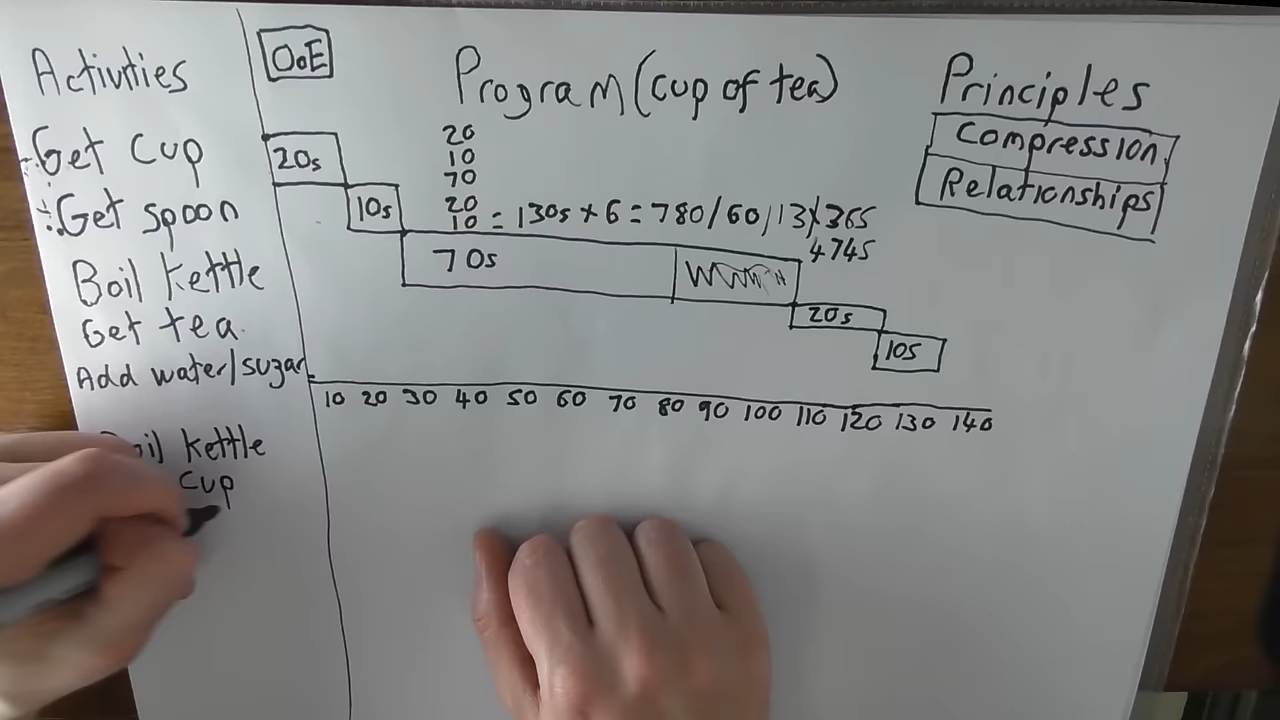 Activties
OoE
Program (cup of tea)
Principles
Compression
Relationships
Get cup
20s
20
10
70
20
10 = 130s × 6 = 780/60, 13 × 365
4745
Get spoon
10s
Boil kettle
70s
Get tea
20s
Add water/sugar
10s
10 20 30 40 50 60 70 80 90 100 110 120 130 140
kettle
cup